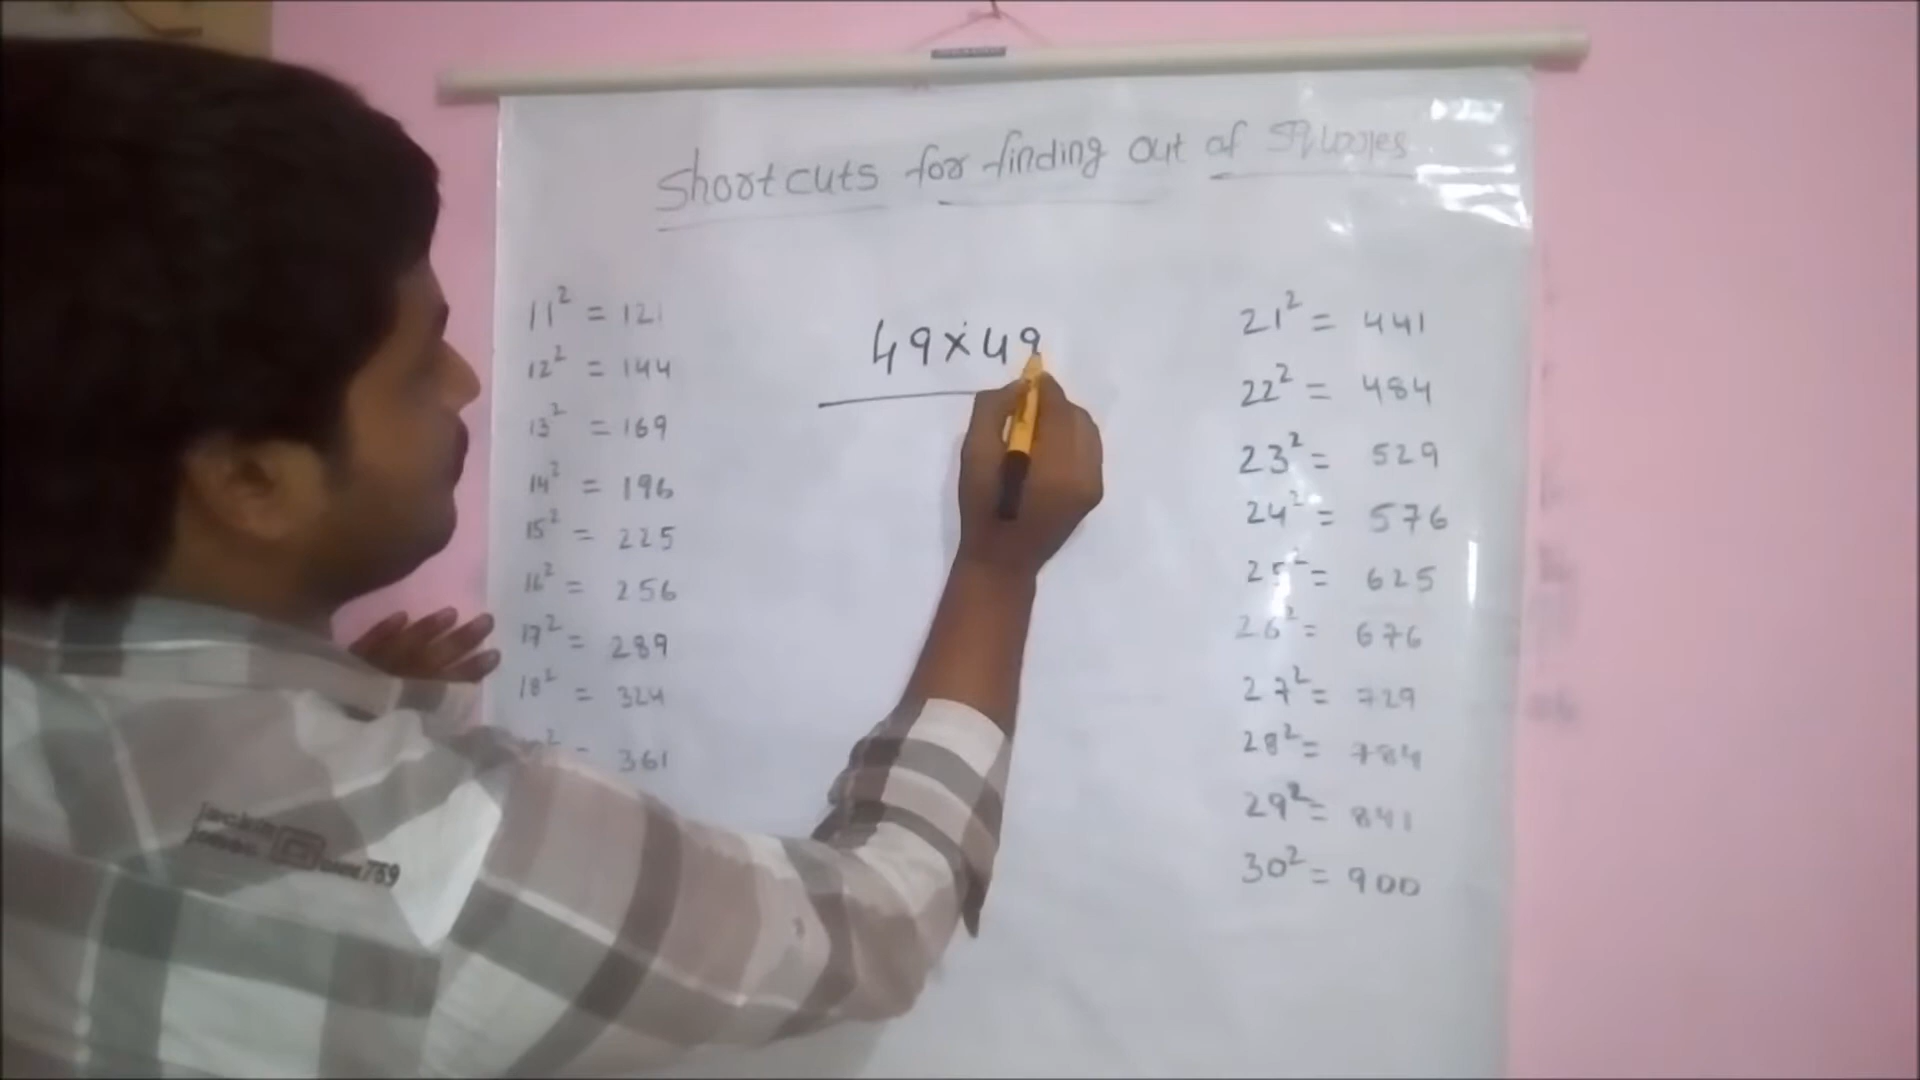 Shortcuts for finding out of Squares
11² = 121
12² = 144
13² = 169
14² = 196
15² = 225
16² = 256
17² = 289
18² = 324
² = 361
49×49
21² = 441
22² = 484
23² = 529
24² = 576
25² = 625
26² = 676
27² = 729
28² = 784
29² = 841
30² = 900
789